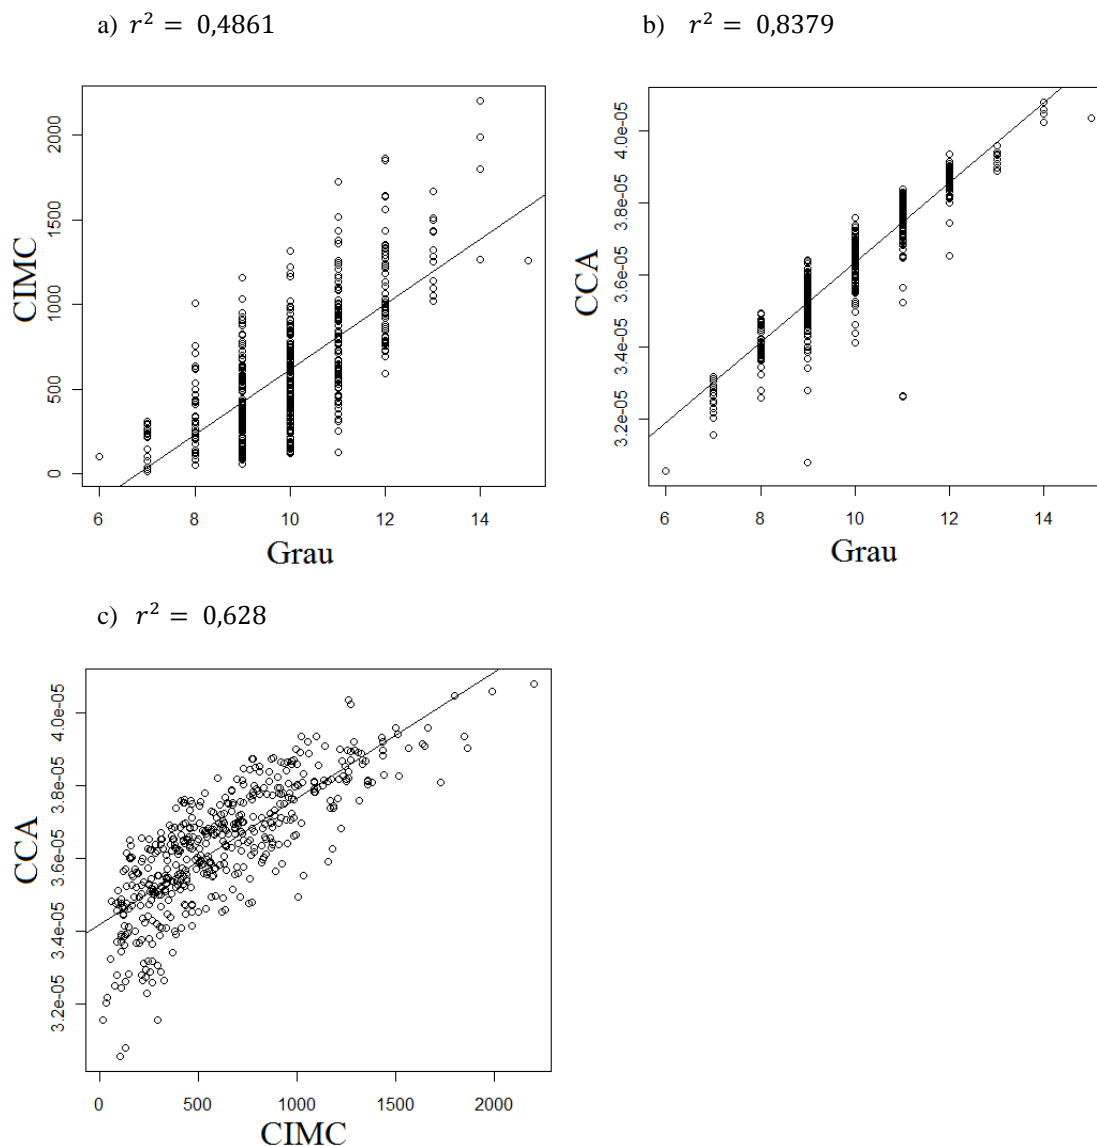 a) r² = 0,4861
b) r² = 0,8379
CIMC
0
500
1000
1500
2000
6
8
10
12
14
Grau
CCA
3.2e-05
3.4e-05
3.6e-05
3.8e-05
4.0e-05
6
8
10
12
14
Grau
c) r² = 0,628
CCA
3.2e-05
3.4e-05
3.6e-05
3.8e-05
4.0e-05
0
500
1000
1500
2000
CIMC